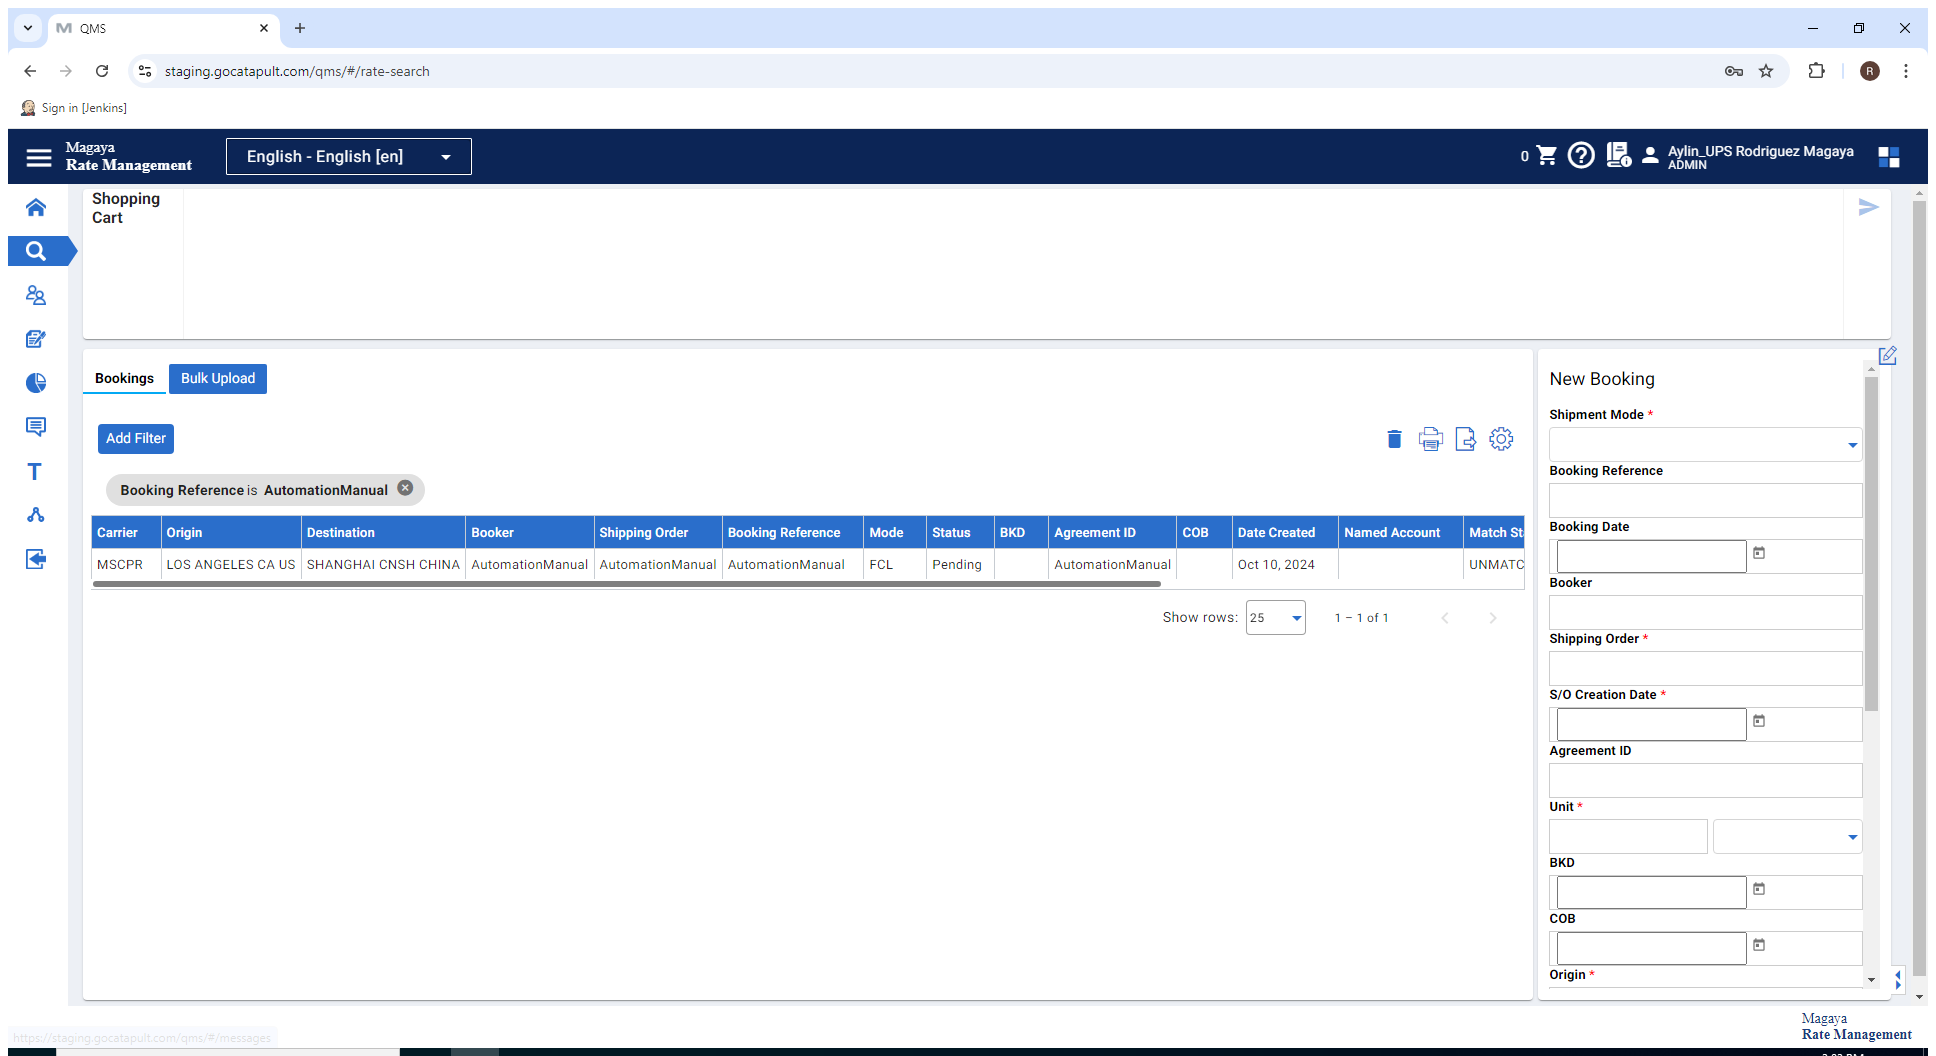 QMS
staging.gocatapult.com/qms/#/rate-search
R
Sign in [Jenkins]
Magaya
Rate Management
English - English [en]
0
Aylin_UPS Rodriguez Magaya
ADMIN
Shopping
Cart
Bookings
Bulk Upload
Add Filter
Booking Reference is AutomationManual
Carrier Origin Destination Booker Shipping Order Booking Reference Mode Status BKD Agreement ID COB Date Created Named Account Match St
MSCPR LOS ANGELES CA US SHANGHAI CNSH CHINA AutomationManual AutomationManual AutomationManual FCL Pending AutomationManual Oct 10, 2024 UNMATC
Show rows: 25 1 – 1 of 1
New Booking
Shipment Mode *
Booking Reference
Booking Date
Booker
Shipping Order *
S/O Creation Date *
Agreement ID
Unit *
BKD
COB
Origin *
https://staging.gocatapult.com/qms/#/messages
Magaya
Rate Management